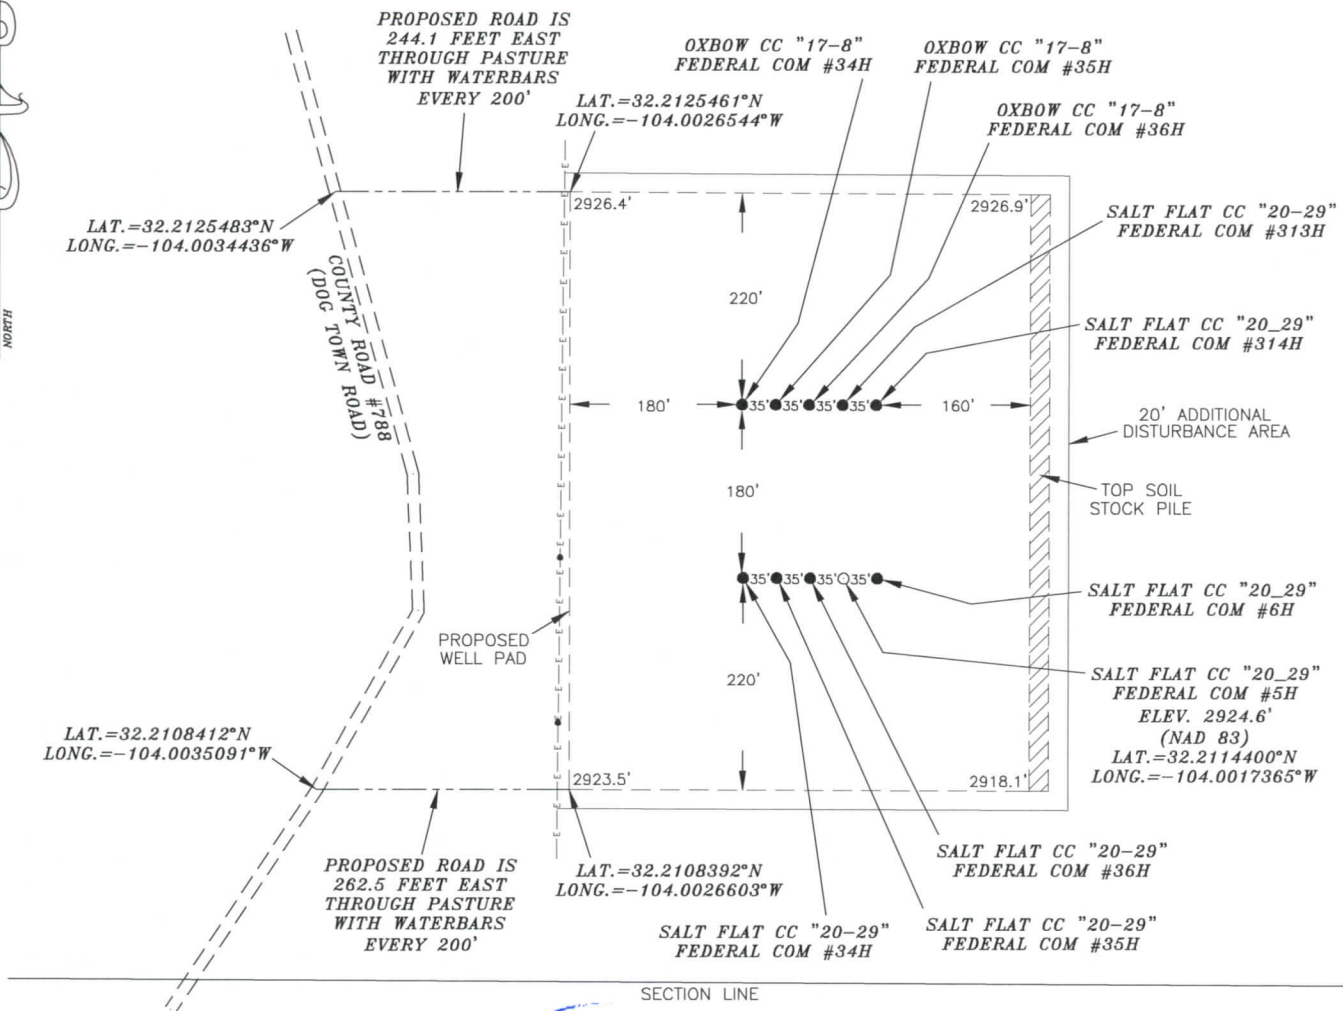 PROPOSED ROAD IS
244.1 FEET EAST
THROUGH PASTURE
WITH WATERBARS
EVERY 200'
OXBOW CC "17-8"
FEDERAL COM #34H
OXBOW CC "17-8"
FEDERAL COM #35H
OXBOW CC "17-8"
FEDERAL COM #36H
LAT.=32.2125461°N
LONG.=-104.0026544°W
LAT.=32.2125483°N
LONG.=-104.0034436°W
2926.4'
2926.9'
SALT FLAT CC "20-29"
FEDERAL COM #313H
NORTH
COUNTY ROAD #788
(DOG TOWN ROAD)
220'
SALT FLAT CC "20_29"
FEDERAL COM #314H
180'
35'
35'
35'
35'
160'
20' ADDITIONAL
DISTURBANCE AREA
180'
TOP SOIL
STOCK PILE
35'
35'
35'
35'
SALT FLAT CC "20_29"
FEDERAL COM #6H
PROPOSED
WELL PAD
220'
SALT FLAT CC "20_29"
FEDERAL COM #5H
ELEV. 2924.6'
(NAD 83)
LAT.=32.2114400°N
LONG.=-104.0017365°W
LAT.=32.2108412°N
LONG.=-104.0035091°W
2923.5'
2918.1'
PROPOSED ROAD IS
262.5 FEET EAST
THROUGH PASTURE
WITH WATERBARS
EVERY 200'
LAT.=32.2108392°N
LONG.=-104.0026603°W
SALT FLAT CC "20-29"
FEDERAL COM #36H
SALT FLAT CC "20-29"
FEDERAL COM #34H
SALT FLAT CC "20-29"
FEDERAL COM #35H
SECTION LINE